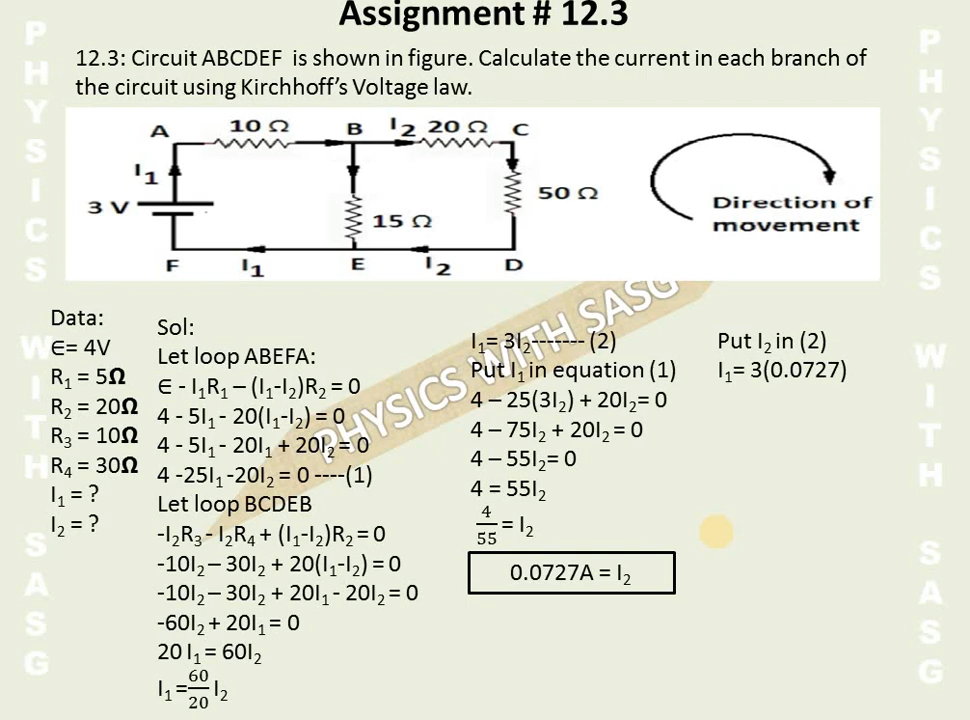 Assignment # 12.3
12.3: Circuit ABCDEF is shown in figure. Calculate the current in each branch of
the circuit using Kirchhoff's Voltage law.
A 10 Ω B I₂ 20 Ω C
I₁
3 V
15 Ω
50 Ω
F I₁ E I₂ D
Direction of
movement
Data:
∈= 4V
R₁ = 5Ω
R₂ = 20Ω
R₃ = 10Ω
R₄ = 30Ω
I₁ = ?
I₂ = ?
Sol:
Let loop ABEFA:
∈ - I₁R₁ – (I₁-I₂)R₂ = 0
4 - 5I₁ - 20(I₁-I₂) = 0
4 - 5I₁ - 20I₁ + 20I₂ = 0
4 -25I₁ -20I₂ = 0 ----(1)
Let loop BCDEB
-I₂R₃ - I₂R₄ + (I₁-I₂)R₂ = 0
-10I₂ – 30I₂ + 20(I₁-I₂) = 0
-10I₂ – 30I₂ + 20I₁ - 20I₂ = 0
-60I₂ + 20I₁ = 0
20 I₁ = 60I₂
I₁ = 60/20 I₂
I₁= 3I₂------- (2)
Put I₁ in equation (1)
4 – 25(3I₂) + 20I₂= 0
4 – 75I₂ + 20I₂ = 0
4 – 55I₂= 0
4 = 55I₂
4/55 = I₂
0.0727A = I₂
Put I₂ in (2)
I₁= 3(0.0727)
PHYSICS WITH SASG
PHYSICS WITH SASG
PHYSICS WITH SASG